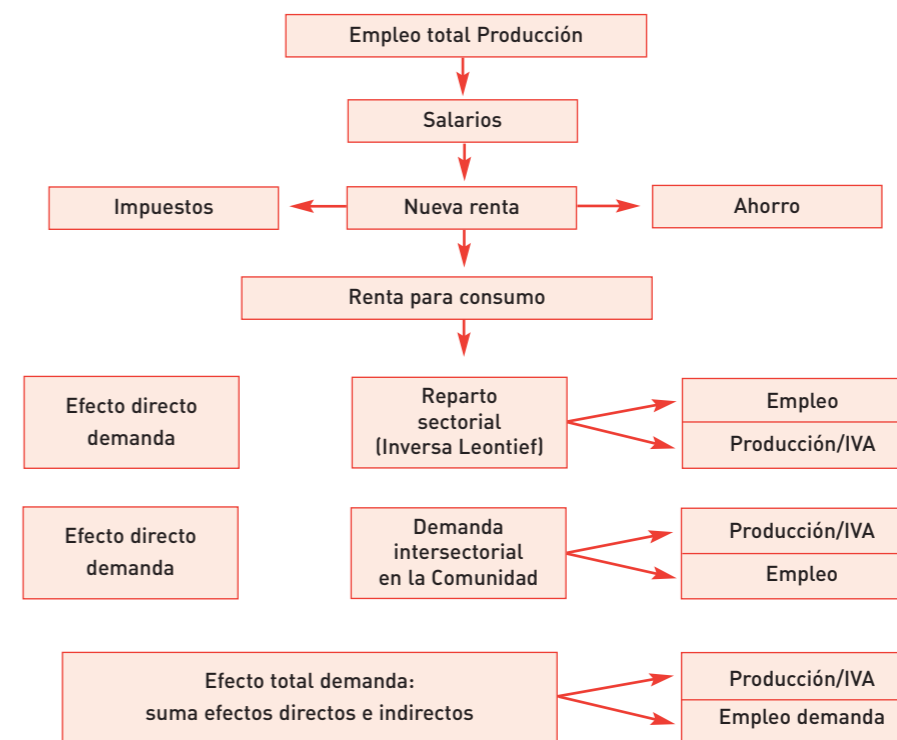 Empleo total Producción
Salarios
Impuestos
Nueva renta
Ahorro
Renta para consumo
Efecto directo
demanda
Reparto
sectorial
(Inversa Leontief)
Empleo
Producción/IVA
Efecto directo
demanda
Demanda
intersectorial
en la Comunidad
Producción/IVA
Empleo
Efecto total demanda:
suma efectos directos e indirectos
Producción/IVA
Empleo demanda